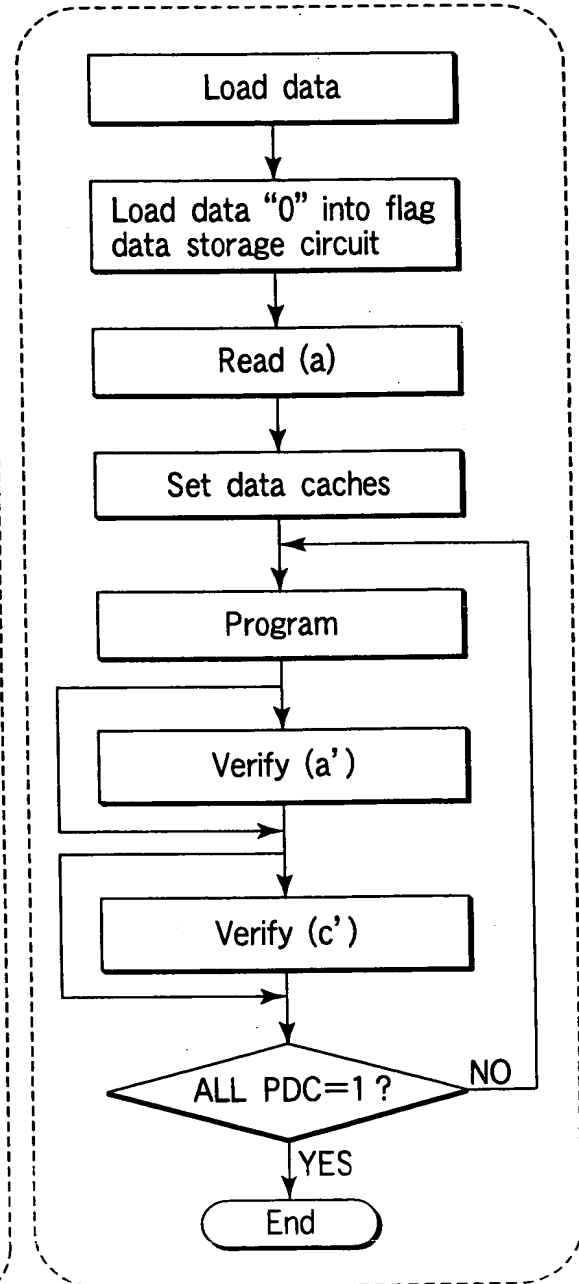 Load data
Load data “0” into flag
data storage circuit
Read (a)
Set data caches
Program
Verify (a’)
Verify (c’)
ALL PDC=1 ?
NO
YES
End